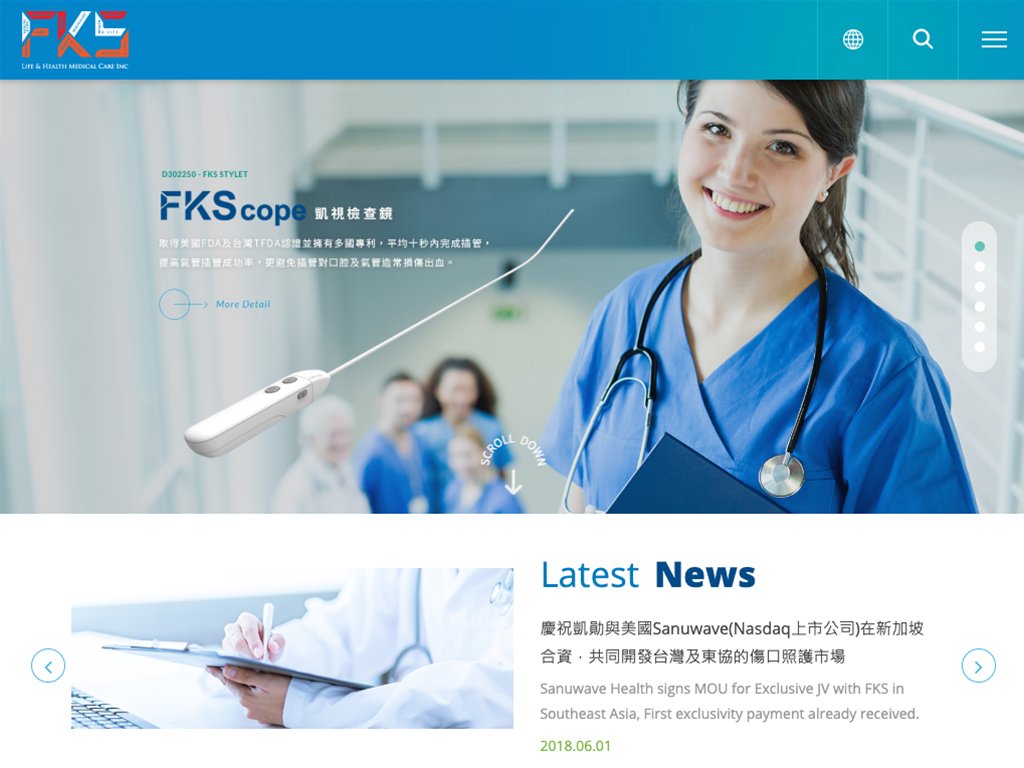 FKS
LIFE & HEALTH MEDICAL CARE INC
D302250 - FKS STYLET
FKScope 凱視檢查鏡
取得美國FDA及台灣TFDA認證並擁有多國專利，平均十秒內完成插管，
提高氣管插管成功率，更避免插管對口腔及氣管造常損傷出血。
More Detail
SCROLL DOWN
Latest News
慶祝凱勛與美國Sanuwave(Nasdaq上市公司)在新加坡
合資．共同開發台灣及東協的傷口照護市場
Sanuwave Health signs MOU for Exclusive JV with FKS in
Southeast Asia, First exclusivity payment already received.
2018.06.01